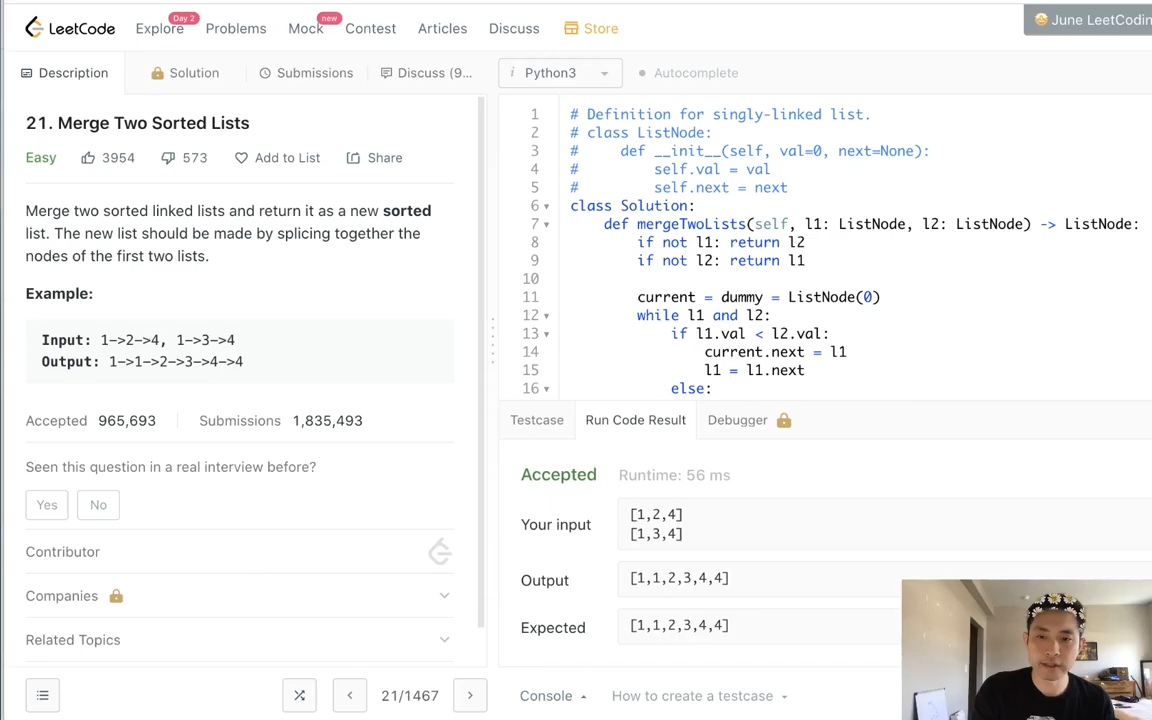 LeetCode
Explore
Day 2
Problems
Mock
new
Contest
Articles
Discuss
Store
June LeetCodin
Description
Solution
Submissions
Discuss (9...
i Python3
Autocomplete
21. Merge Two Sorted Lists
Easy 3954 573 Add to List Share
Merge two sorted linked lists and return it as a new sorted
list. The new list should be made by splicing together the
nodes of the first two lists.
Example:
Input: 1->2->4, 1->3->4
Output: 1->1->2->3->4->4
Accepted 965,693 Submissions 1,835,493
Seen this question in a real interview before?
Yes No
Contributor
Companies
Related Topics
21/1467
1 # Definition for singly-linked list.
2 # class ListNode:
3 #     def __init__(self, val=0, next=None):
4 #         self.val = val
5 #         self.next = next
6 class Solution:
7     def mergeTwoLists(self, l1: ListNode, l2: ListNode) -> ListNode:
8         if not l1: return l2
9         if not l2: return l1
10
11         current = dummy = ListNode(0)
12         while l1 and l2:
13             if l1.val < l2.val:
14                 current.next = l1
15                 l1 = l1.next
16             else:
Testcase Run Code Result Debugger
Accepted Runtime: 56 ms
Your input
[1,2,4]
[1,3,4]
Output [1,1,2,3,4,4]
Expected [1,1,2,3,4,4]
Console How to create a testcase